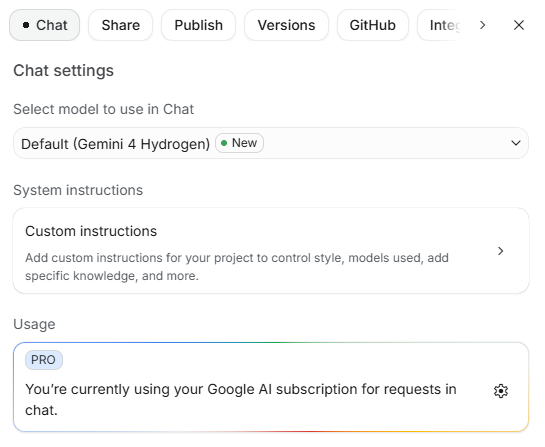 Chat
Share
Publish
Versions
GitHub
Chat settings
Select model to use in Chat
Default (Gemini 4 Hydrogen)
New
System instructions
Custom instructions
Add custom instructions for your project to control style, models used, add
specific knowledge, and more.
Usage
PRO
You’re currently using your Google AI subscription for requests in
chat.